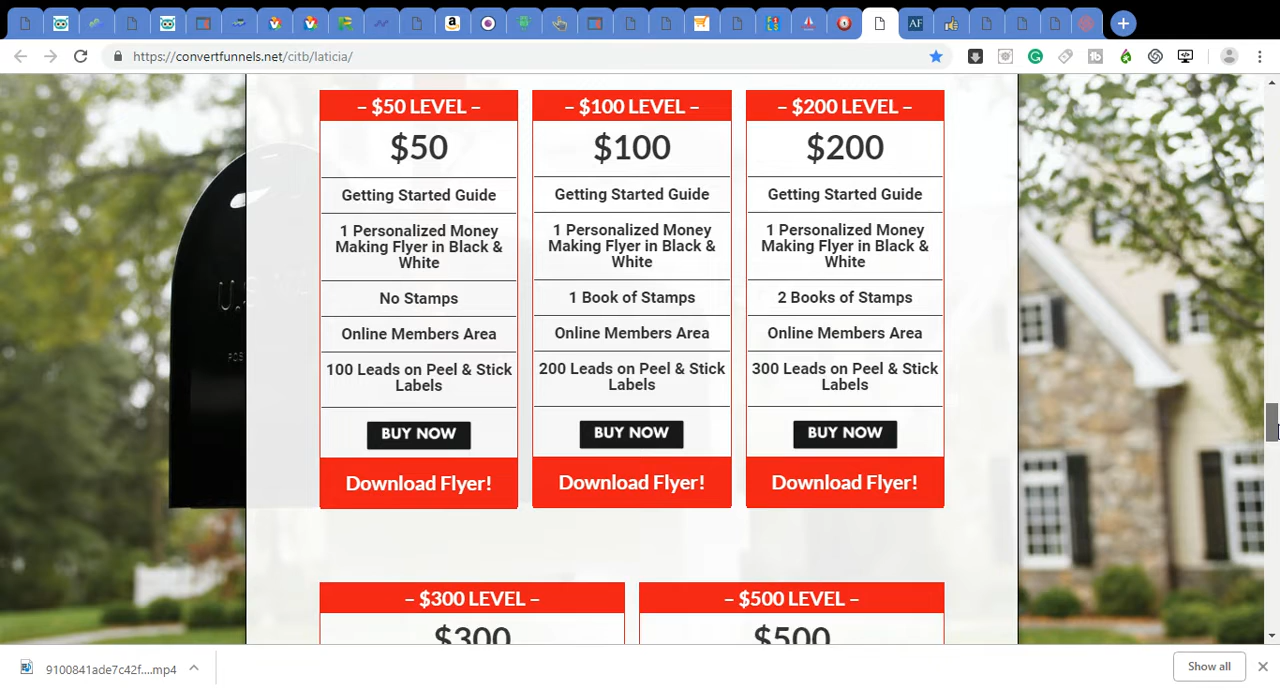 https://convertfunnels.net/citb/laticia/
– $50 LEVEL –
$50
Getting Started Guide
1 Personalized Money
Making Flyer in Black &
White
No Stamps
Online Members Area
100 Leads on Peel & Stick
Labels
BUY NOW
Download Flyer!
– $100 LEVEL –
$100
Getting Started Guide
1 Personalized Money
Making Flyer in Black &
White
1 Book of Stamps
Online Members Area
200 Leads on Peel & Stick
Labels
BUY NOW
Download Flyer!
– $200 LEVEL –
$200
Getting Started Guide
1 Personalized Money
Making Flyer in Black &
White
2 Books of Stamps
Online Members Area
300 Leads on Peel & Stick
Labels
BUY NOW
Download Flyer!
– $300 LEVEL –
$300
– $500 LEVEL –
$500
9100841ade7c42f....mp4
Show all